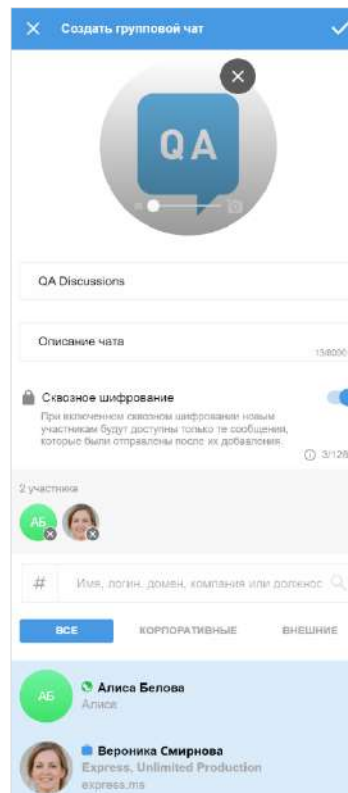 Создать групповой чат
QA
QA Discussions
Описание чата
13/8000
Сквозное шифрование
При включенном сквозном шифровании новым
участникам будут доступны только те сообщения,
которые были отправлены после их добавления.
3/128
2 участника
АБ
# Имя, логин, домен, компания или должнос
ВСЕ КОРПОРАТИВНЫЕ ВНЕШНИЕ
АБ
Алиса Белова
Алиса
Вероника Смирнова
Express, Unlimited Production
express.ms